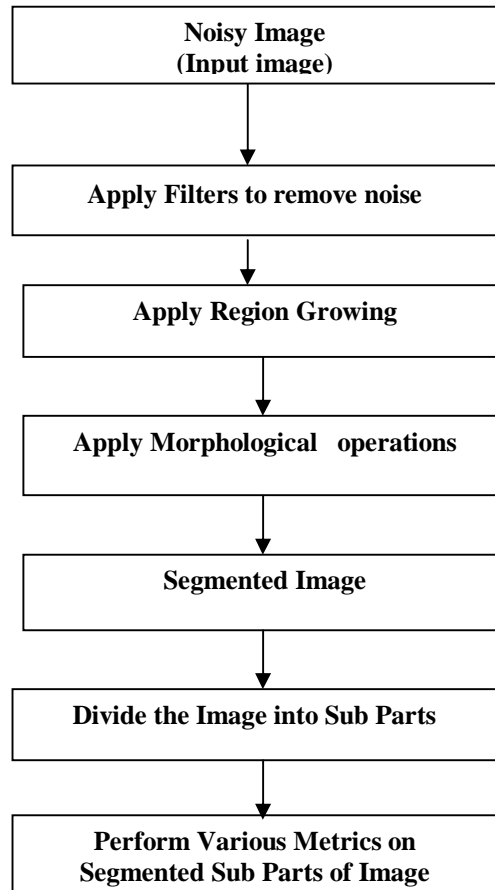 Noisy Image
(Input image)
Apply Filters to remove noise
Apply Region Growing
Apply Morphological operations
Segmented Image
Divide the Image into Sub Parts
Perform Various Metrics on
Segmented Sub Parts of Image